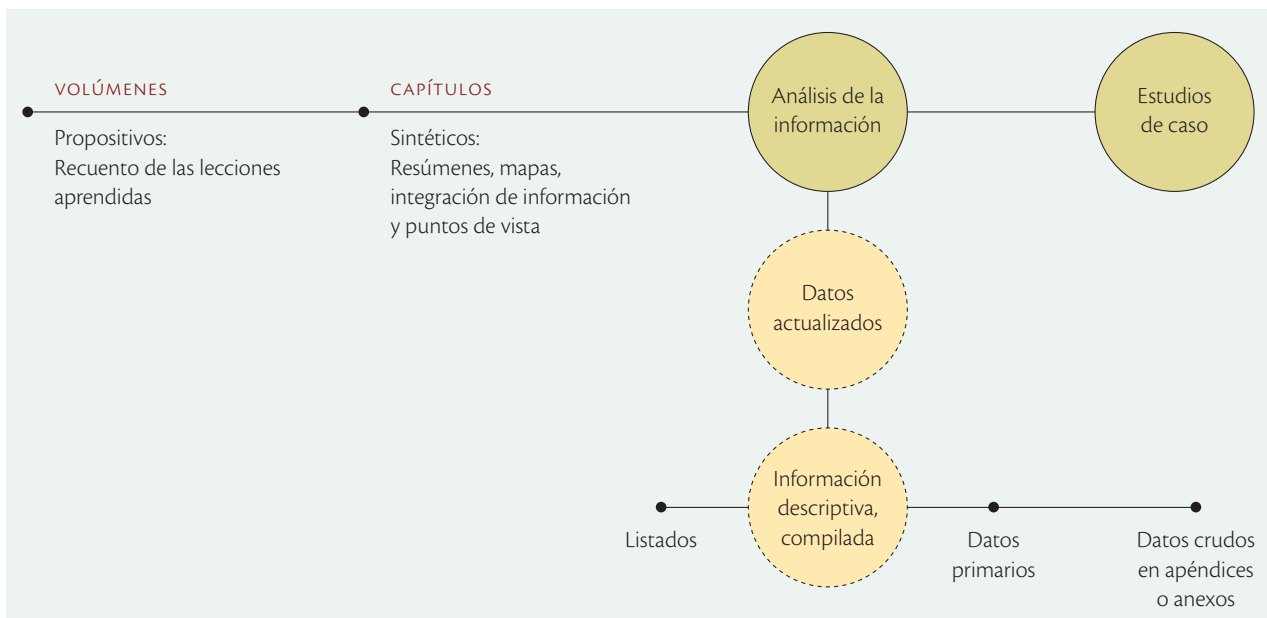 VOLÚMENES
Propositivos:
Recuento de las lecciones
aprendidas
CAPÍTULOS
Sintéticos:
Resúmenes, mapas,
integración de información
y puntos de vista
Análisis de la
información
Estudios
de caso
Datos
actualizados
Información
descriptiva,
compilada
Listados
Datos
primarios
Datos crudos
en apéndices
o anexos